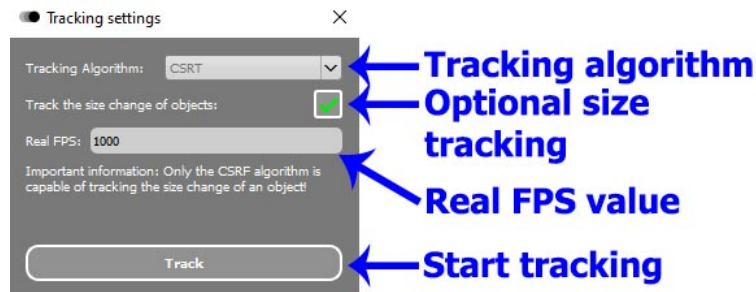 Tracking settings
Tracking Algorithm: CSRT
Tracking algorithm
Track the size change of objects:
Optional size
tracking
Real FPS: 1000
Important information: Only the CSRF algorithm is
capable of tracking the size change of an object!
Real FPS value
Track
Start tracking